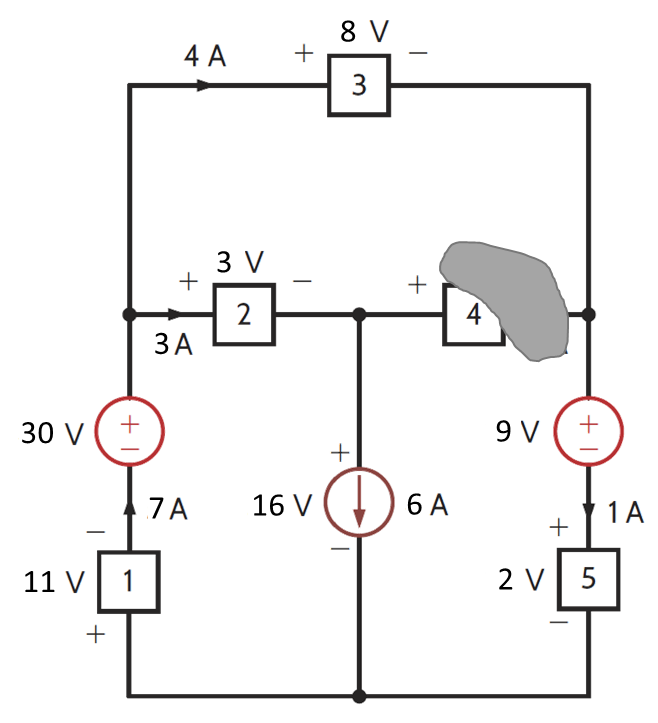 8 V
4 A
+ 3 −
3 V
+ 2 −
+ 4
3 A
30 V + −
9 V + −
7 A
16 V + − 6 A
1 A
11 V − 1 +
2 V + 5 −